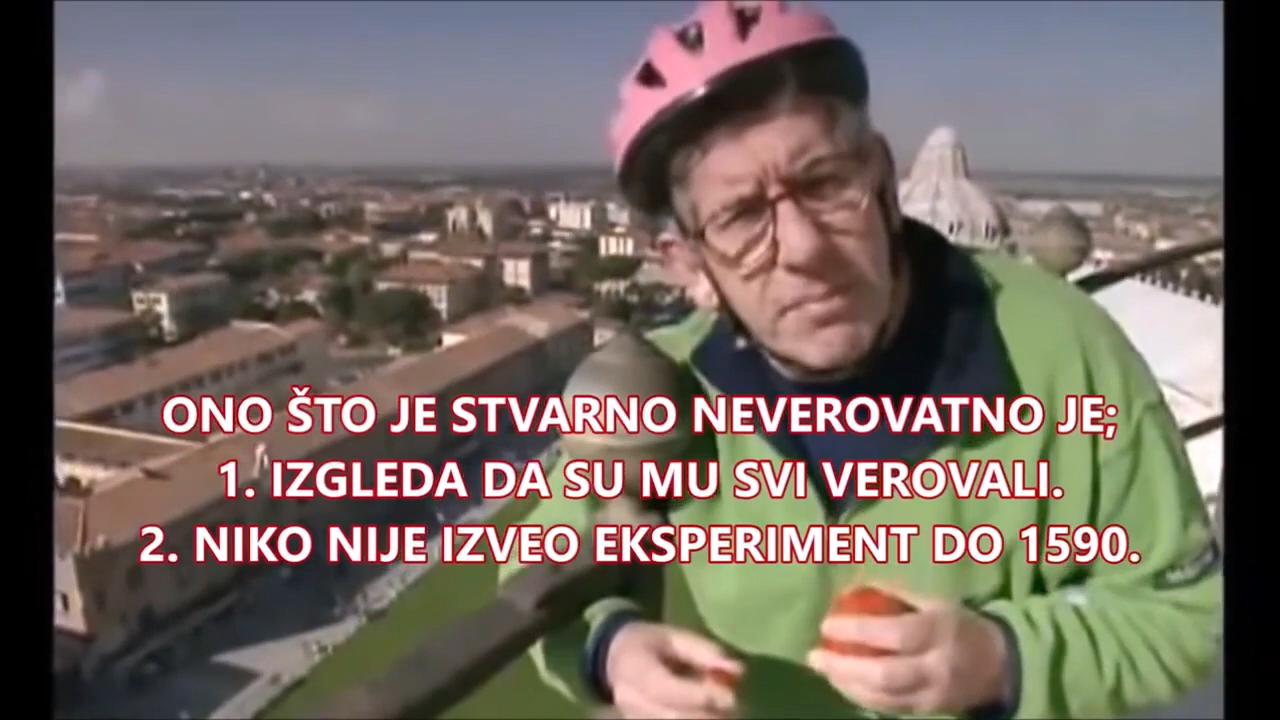 ONO ŠTO JE STVARNO NEVEROVATNO JE;
1. IZGLEDA DA SU MU SVI VEROVALI.
2. NIKO NIJE IZVEO EKSPERIMENT DO 1590.